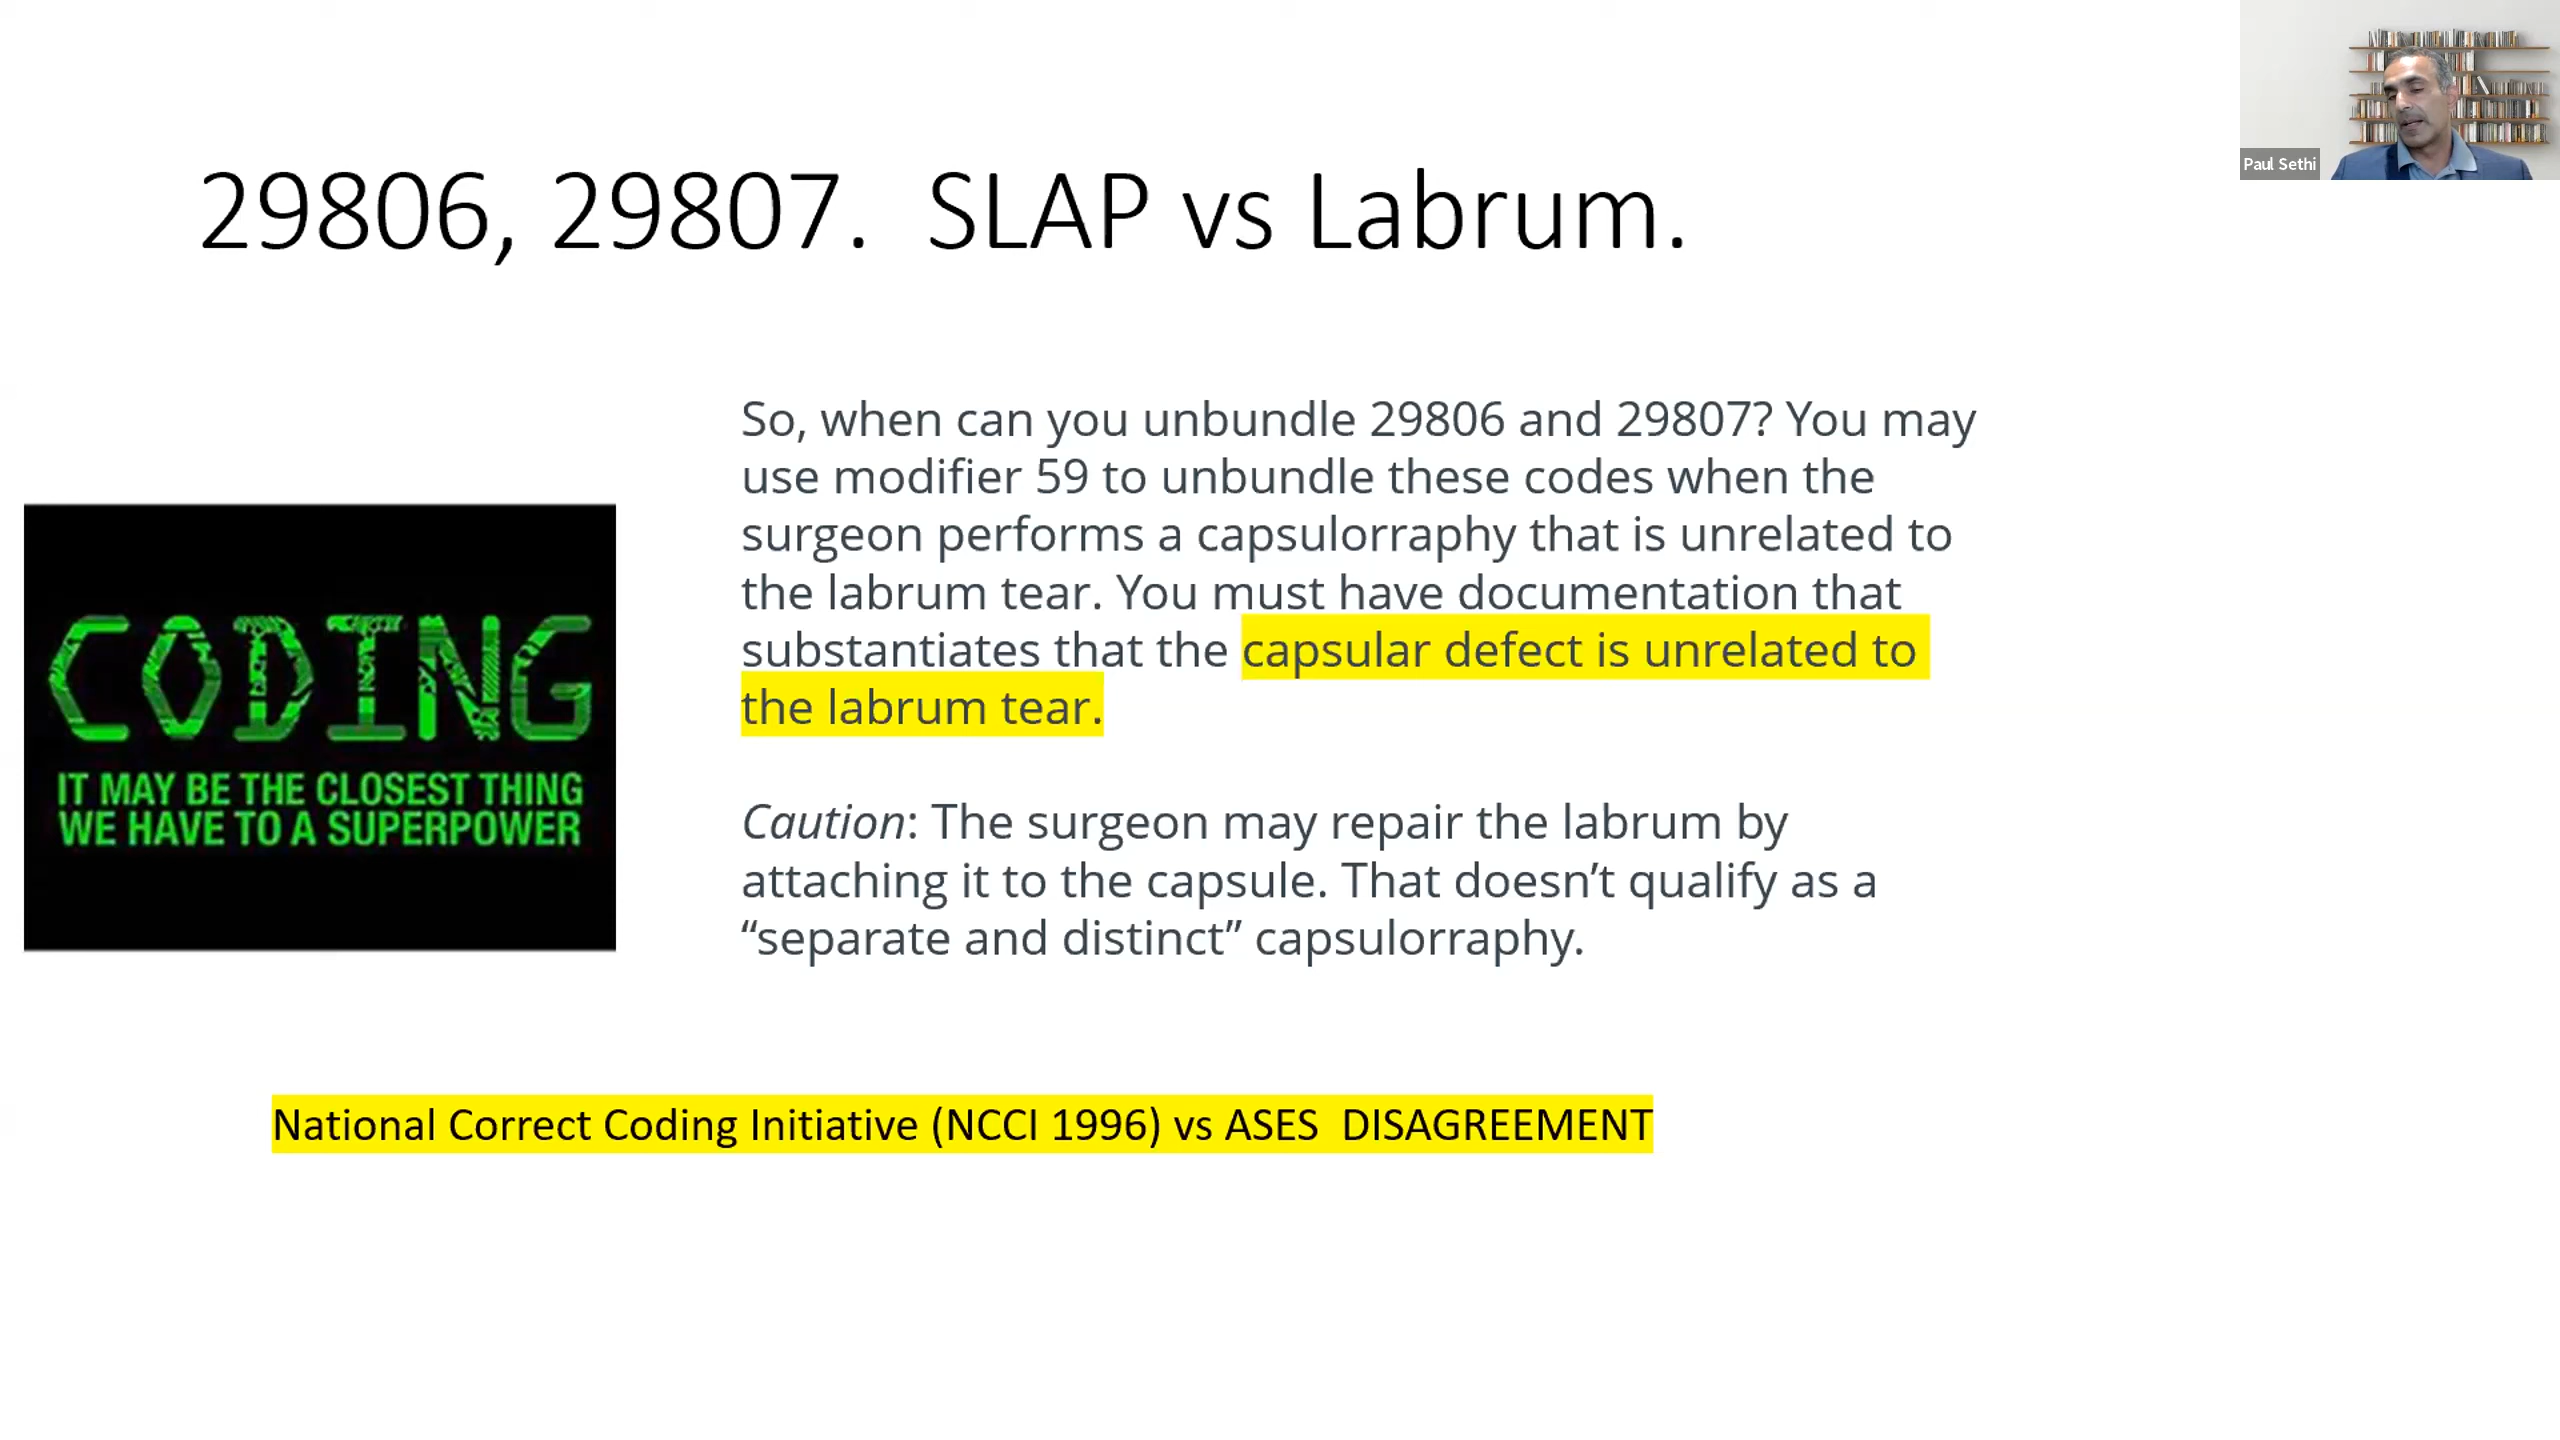 Paul Sethi
29806, 29807.  SLAP vs Labrum.
So, when can you unbundle 29806 and 29807? You may
use modifier 59 to unbundle these codes when the
surgeon performs a capsulorraphy that is unrelated to
the labrum tear. You must have documentation that
substantiates that the capsular defect is unrelated to
the labrum tear.
Caution: The surgeon may repair the labrum by
attaching it to the capsule. That doesn’t qualify as a
“separate and distinct” capsulorraphy.
CODING
IT MAY BE THE CLOSEST THING
WE HAVE TO A SUPERPOWER
National Correct Coding Initiative (NCCI 1996) vs ASES  DISAGREEMENT